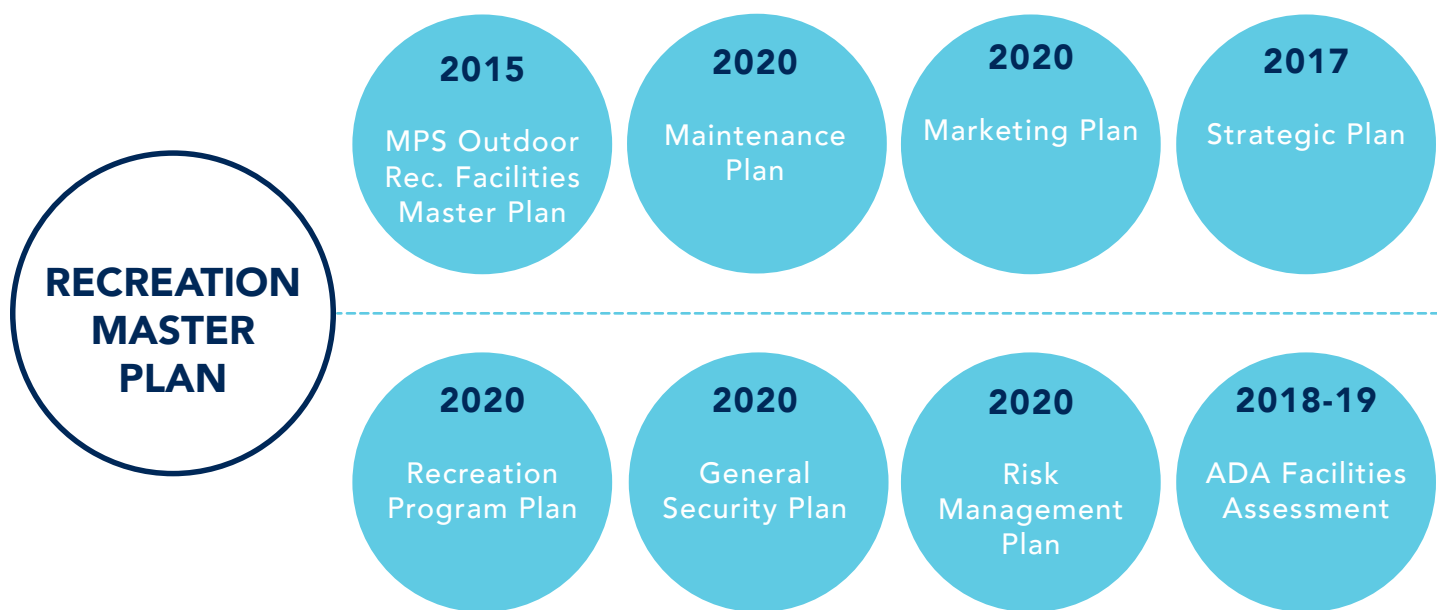 RECREATION
MASTER
PLAN
2015
MPS Outdoor
Rec. Facilities
Master Plan
2020
Maintenance
Plan
2020
Marketing Plan
2017
Strategic Plan
2020
Recreation
Program Plan
2020
General
Security Plan
2020
Risk
Management
Plan
2018-19
ADA Facilities
Assessment